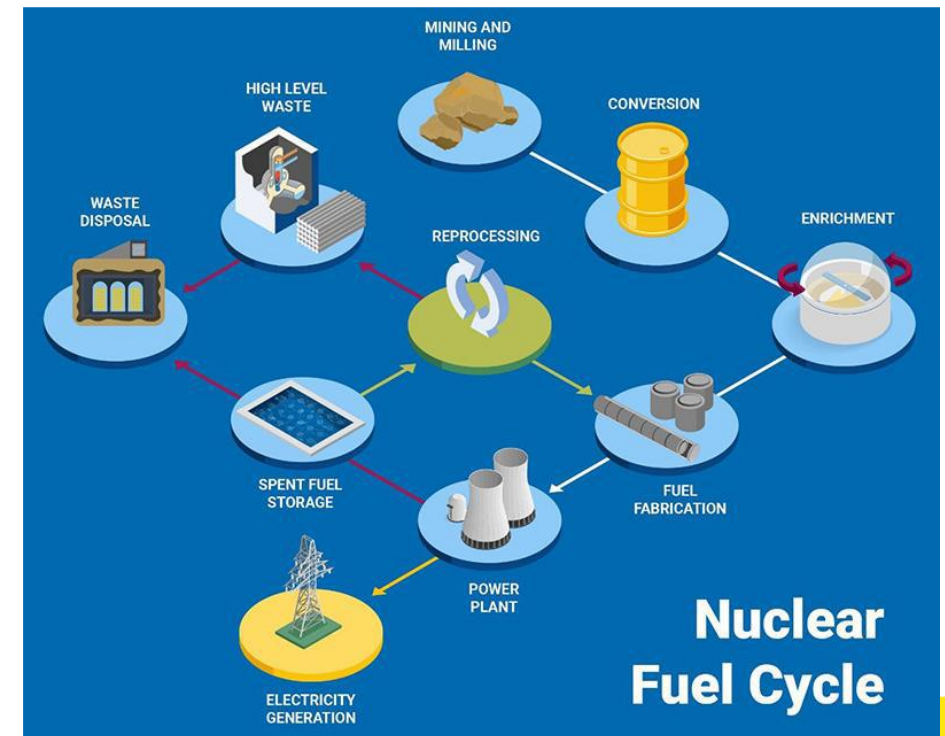 MINING AND
MILLING
HIGH LEVEL
WASTE
CONVERSION
WASTE
DISPOSAL
REPROCESSING
ENRICHMENT
SPENT FUEL
STORAGE
FUEL
FABRICATION
POWER
PLANT
ELECTRICITY
GENERATION
Nuclear
Fuel Cycle